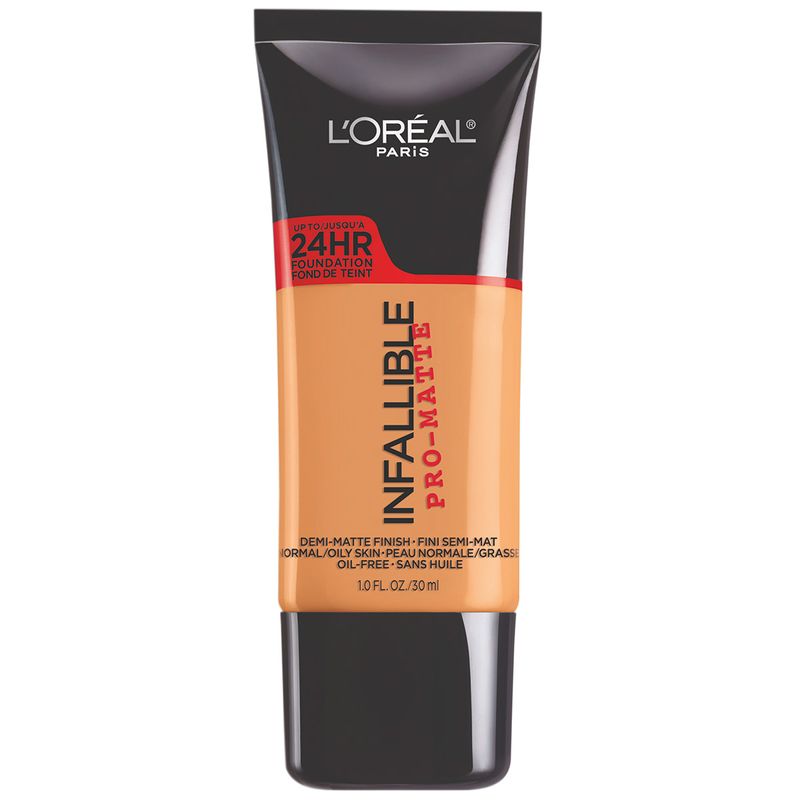 L'ORÉAL®
PARIS
UP TO/JUSQU'À
24HR
FOUNDATION
FOND DE TEINT
INFALLIBLE
PRO-MATTE
DEMI-MATTE FINISH • FINI SEMI-MAT
NORMAL/OILY SKIN • PEAU NORMALE/GRASSE
OIL-FREE • SANS HUILE
1.0 FL. OZ./30 ml